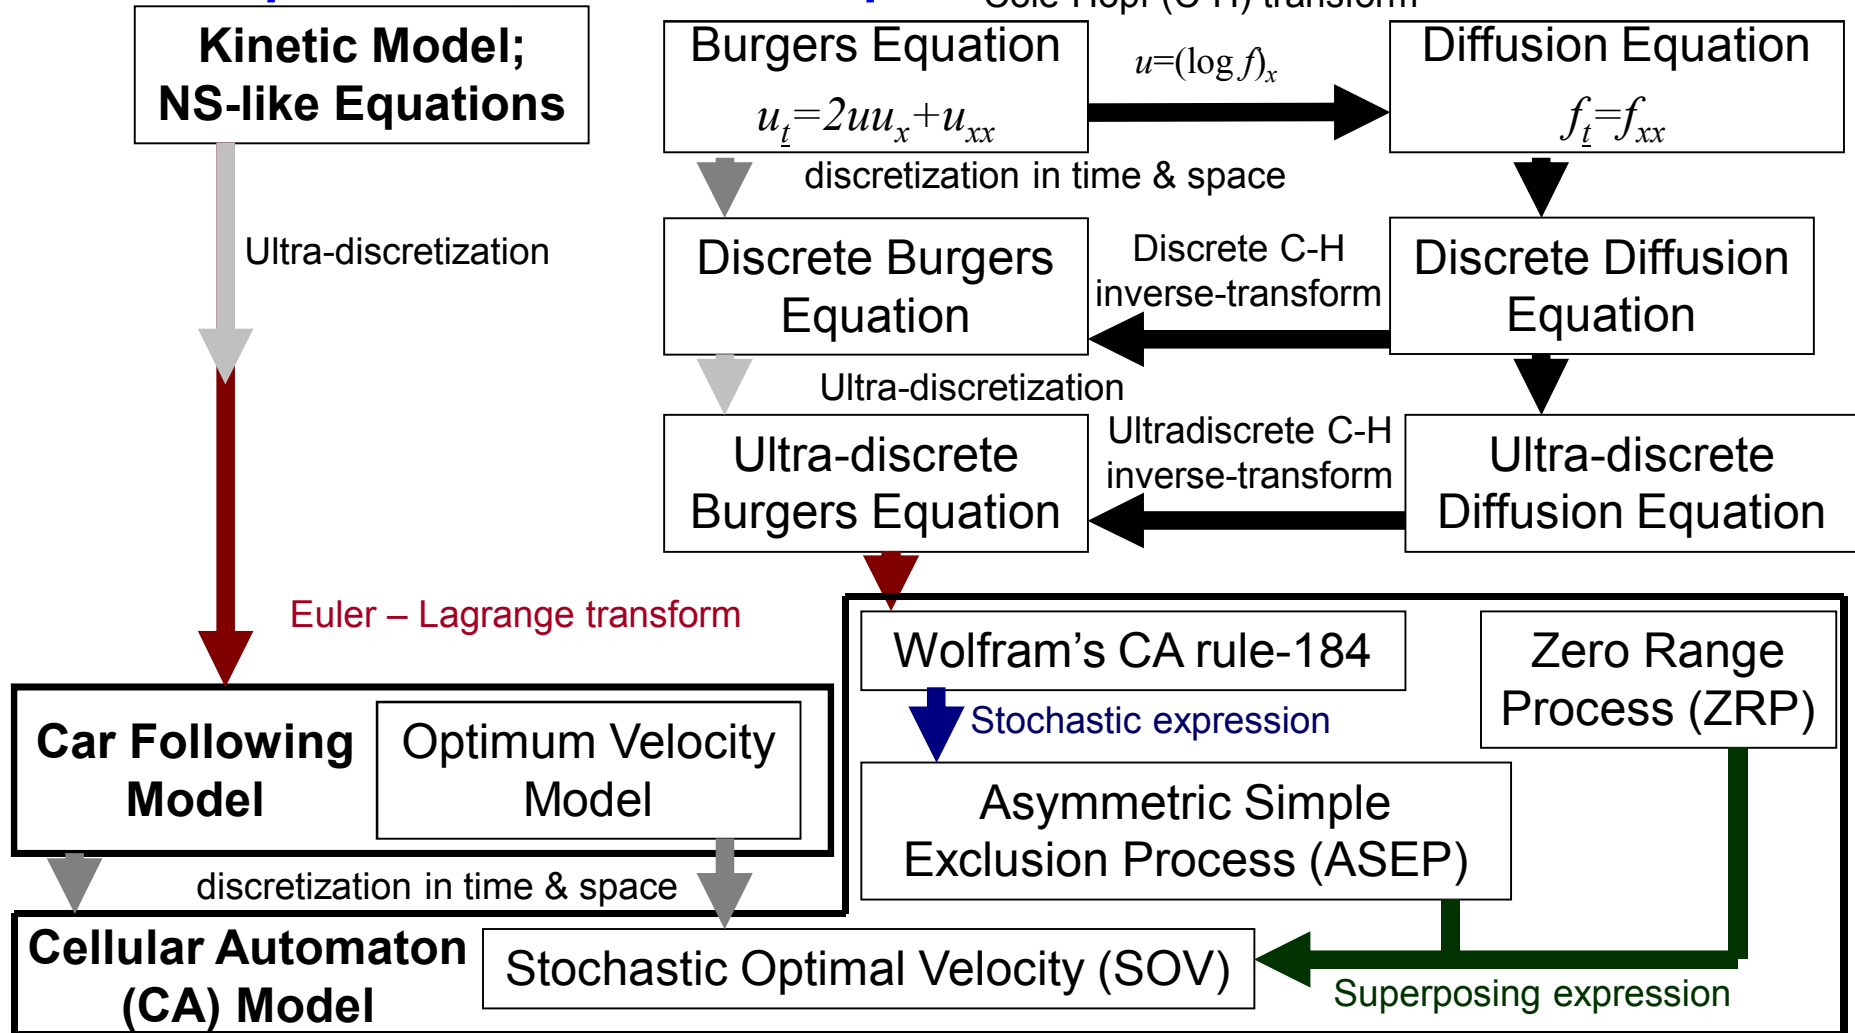 Cole-Hopf (C-H) transform
Kinetic Model;
NS-like Equations
Burgers Equation
u_t=2uu_x+u_xx
u=(log f)_x
Diffusion Equation
f_t=f_xx
discretization in time & space
Ultra-discretization
Discrete Burgers
Equation
Discrete C-H
inverse-transform
Discrete Diffusion
Equation
Ultra-discretization
Ultra-discrete
Burgers Equation
Ultradiscrete C-H
inverse-transform
Ultra-discrete
Diffusion Equation
Euler – Lagrange transform
Wolfram's CA rule-184
Zero Range
Process (ZRP)
Stochastic expression
Car Following
Model
Optimum Velocity
Model
Asymmetric Simple
Exclusion Process (ASEP)
discretization in time & space
Cellular Automaton
(CA) Model
Stochastic Optimal Velocity (SOV)
Superposing expression